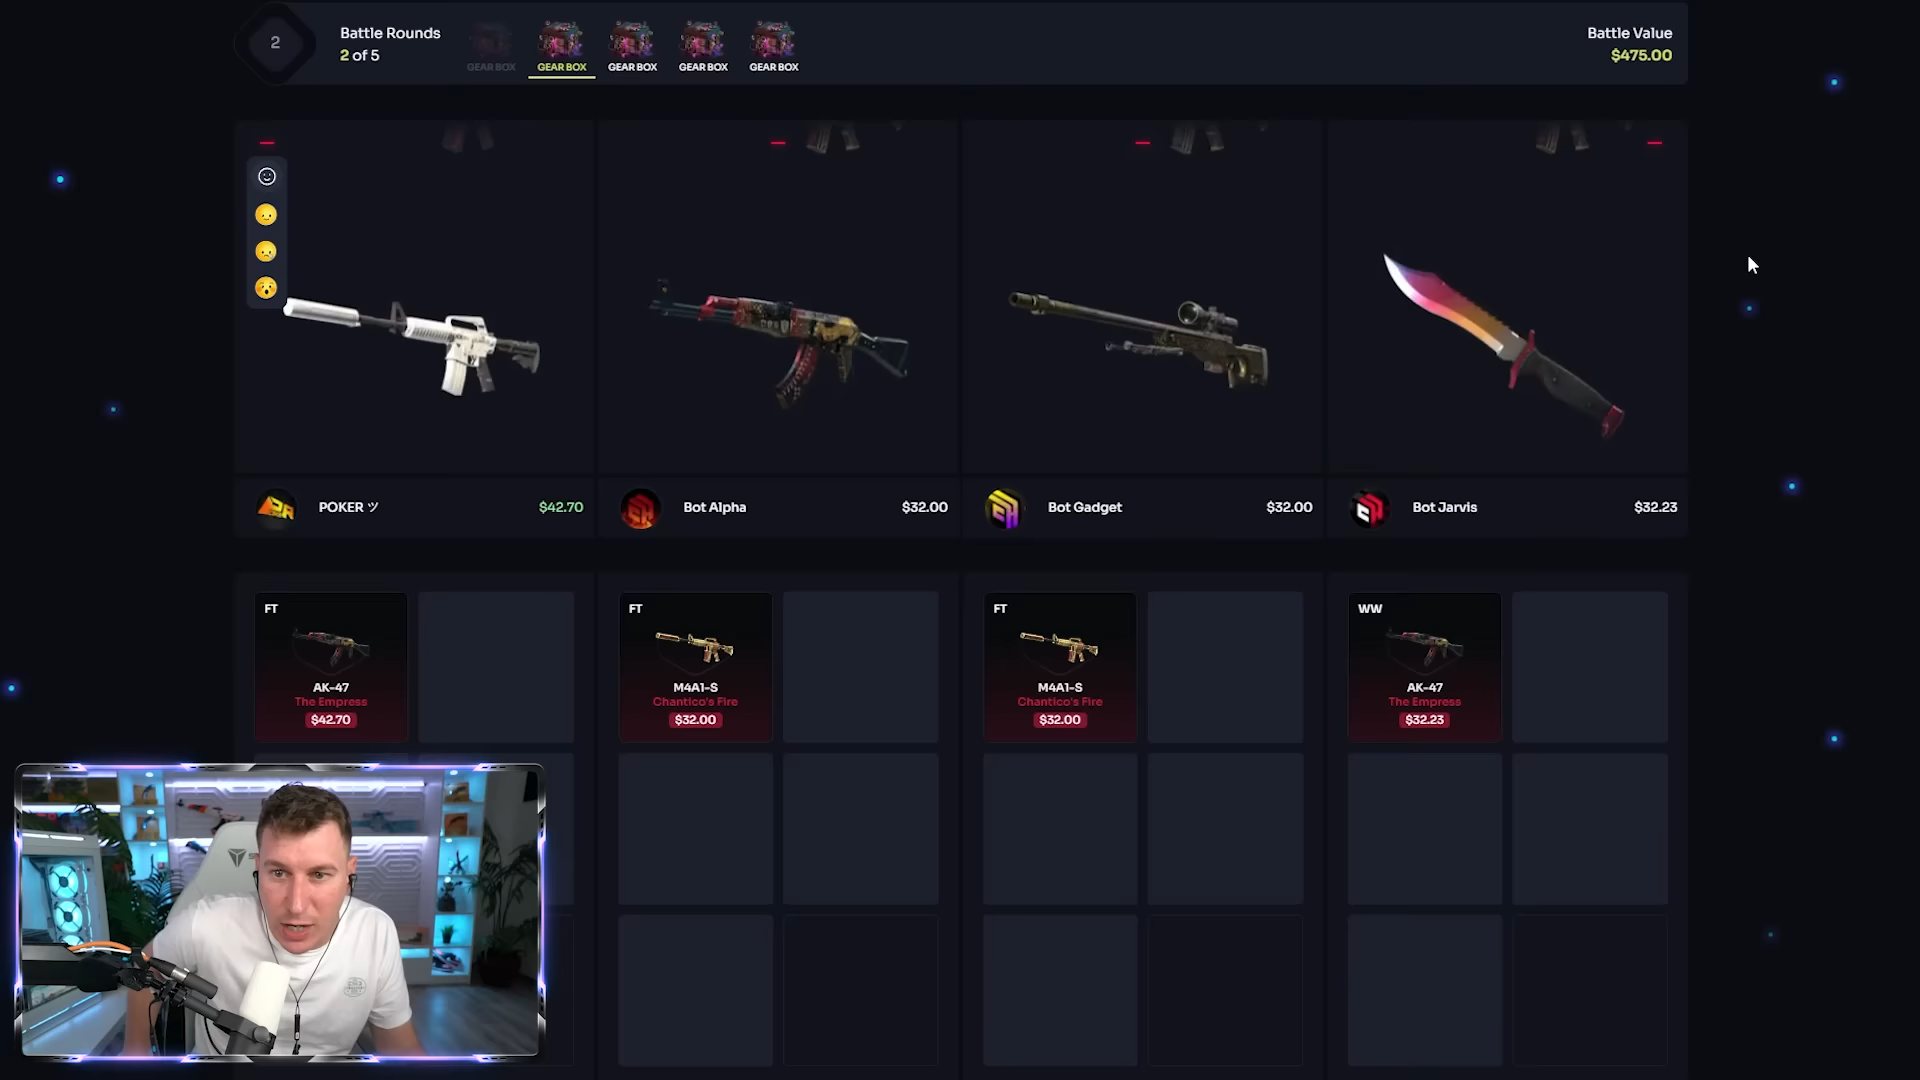 2
Battle Rounds
2 of 5
GEAR BOX
GEAR BOX
GEAR BOX
GEAR BOX
GEAR BOX
Battle Value
$475.00
POKER ツ
$42.70
Bot Alpha
$32.00
Bot Gadget
$32.00
Bot Jarvis
$32.23
FT
AK-47
The Empress
$42.70
FT
M4A1-S
Chantico's Fire
$32.00
FT
M4A1-S
Chantico's Fire
$32.00
WW
AK-47
The Empress
$32.23